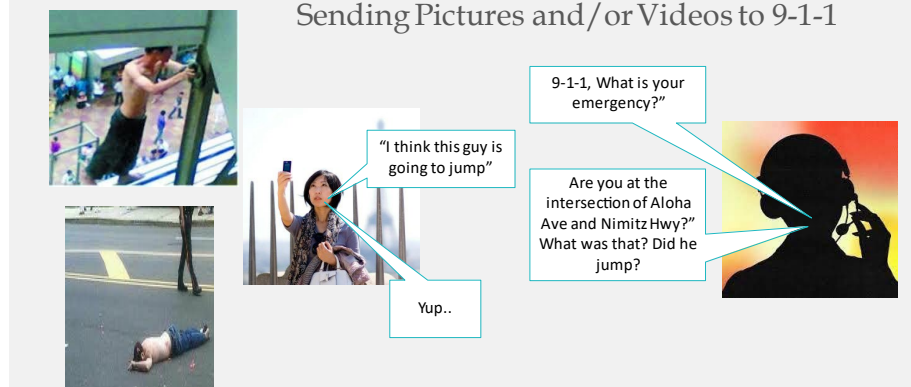 Sending Pictures and/or Videos to 9-1-1
9-1-1, What is your
emergency?”
“I think this guy is
going to jump”
Are you at the
intersection of Aloha
Ave and Nimitz Hwy?”
What was that? Did he
jump?
Yup..